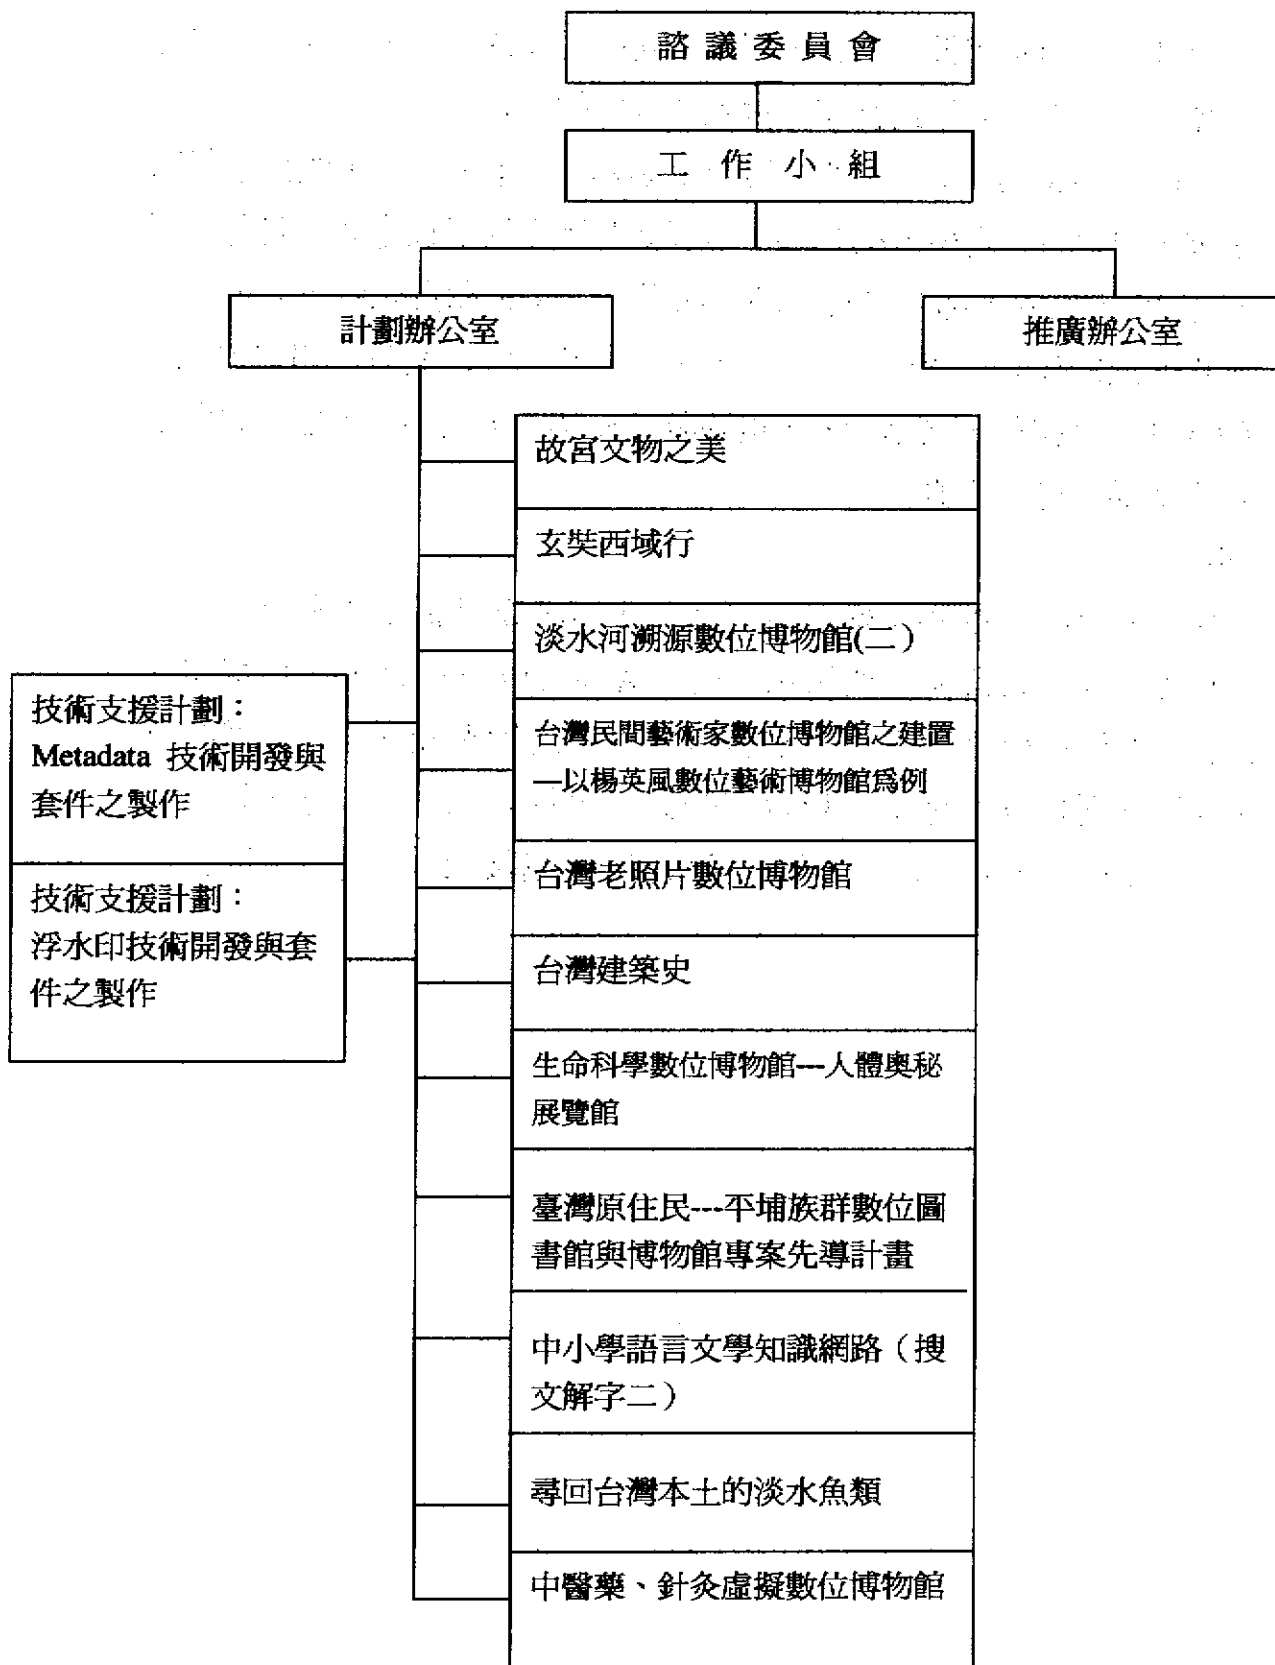 諮議委員會
工作小組
計劃辦公室
推廣辦公室
故宮文物之美
玄奘西域行
淡水河溯源數位博物館(二)
台灣民間藝術家數位博物館之建置
—以楊英風數位藝術博物館為例
台灣老照片數位博物館
台灣建築史
生命科學數位博物館---人體奧秘
展覽館
臺灣原住民---平埔族群數位圖
書館與博物館專案先導計畫
中小學語言文學知識網路（搜
文解字二）
尋回台灣本土的淡水魚類
中醫藥、針灸虛擬數位博物館
技術支援計劃：
Metadata 技術開發與
套件之製作
技術支援計劃：
浮水印技術開發與套
件之製作